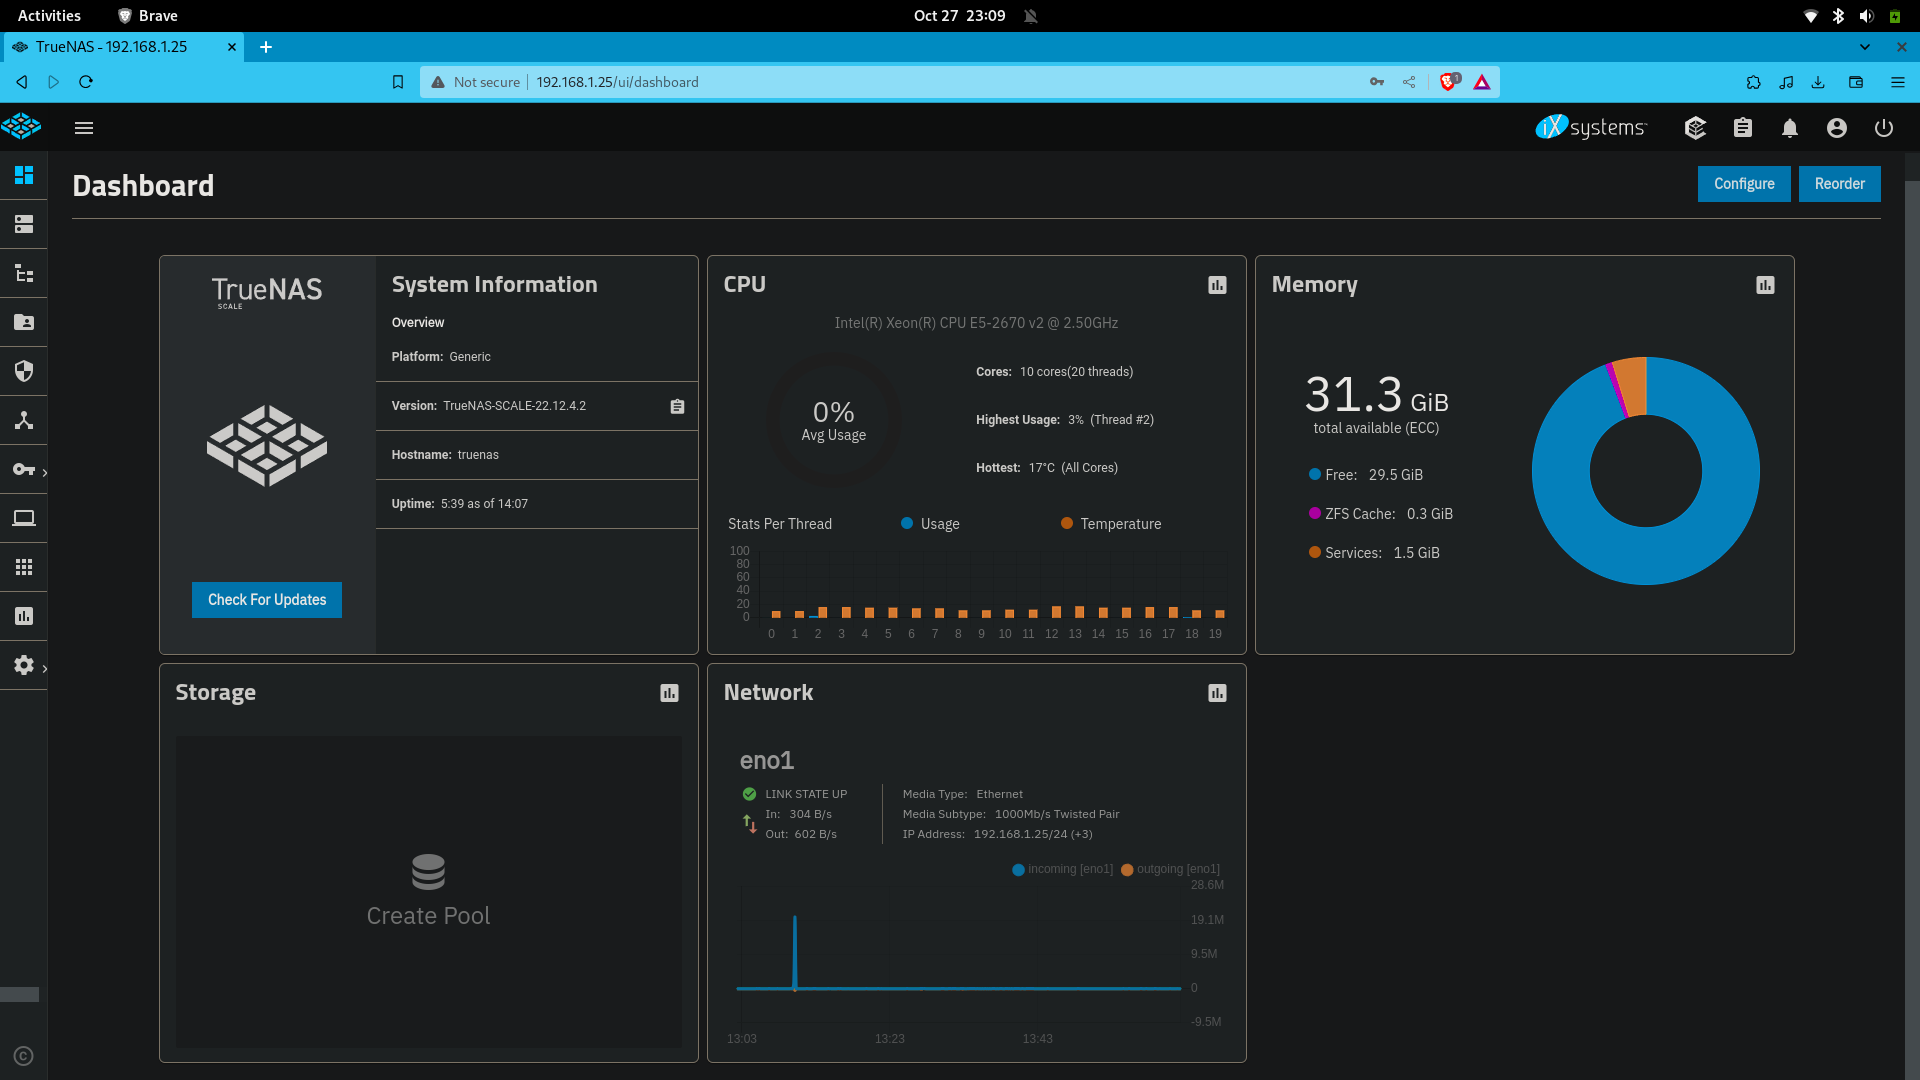 Activities Brave Oct 27 23:09
TrueNAS - 192.168.1.25
Not secure 192.168.1.25/ui/dashboard 1
iXsystems
Dashboard Configure Reorder
TrueNAS
SCALE
System Information
Overview
Platform: Generic
Version: TrueNAS-SCALE-22.12.4.2
Hostname: truenas
Uptime: 5:39 as of 14:07
Check For Updates
CPU
Intel(R) Xeon(R) CPU E5-2670 v2 @ 2.50GHz
0%
Avg Usage
Cores: 10 cores(20 threads)
Highest Usage: 3% (Thread #2)
Hottest: 17°C (All Cores)
Stats Per Thread Usage Temperature
100
80
60
40
20
0
0 1 2 3 4 5 6 7 8 9 10 11 12 13 14 15 16 17 18 19
Memory
31.3 GiB
total available (ECC)
Free: 29.5 GiB
ZFS Cache: 0.3 GiB
Services: 1.5 GiB
Storage
Create Pool
Network
eno1
LINK STATE UP
In: 304 B/s
Out: 602 B/s
Media Type: Ethernet
Media Subtype: 1000Mb/s Twisted Pair
IP Address: 192.168.1.25/24 (+3)
incoming [eno1] outgoing [eno1]
28.6M
19.1M
9.5M
0
-9.5M
13:03 13:23 13:43
©